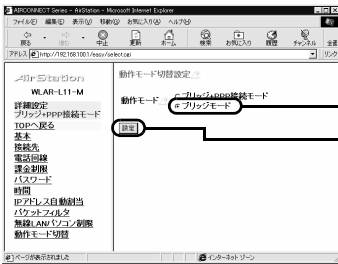 AIRCONNECT Series - AirStation - Microsoft Internet Explorer
ファイル(F) 編集(E) 表示(V) 移動(G) お気に入り(A) ヘルプ(H)
戻る 進む 中止 更新 ホーム 検索 お気に入り 履歴 チャンネル 全画
アドレス http://192.168.100.1/easy/select.cgi リンク
AirStation
WLAR-L11-M
詳細設定
ブリッジ+PPP接続モード
TOPへ戻る
基本
接続先
電話回線
課金制限
パスワード
時間
IPアドレス自動割当
パケットフィルタ
無線LANパソコン制限
動作モード切替
動作モード切替設定 ?
動作モード ? ブリッジ+PPP接続モード
ブリッジモード
設定
ページが表示されました
インターネット ゾーン